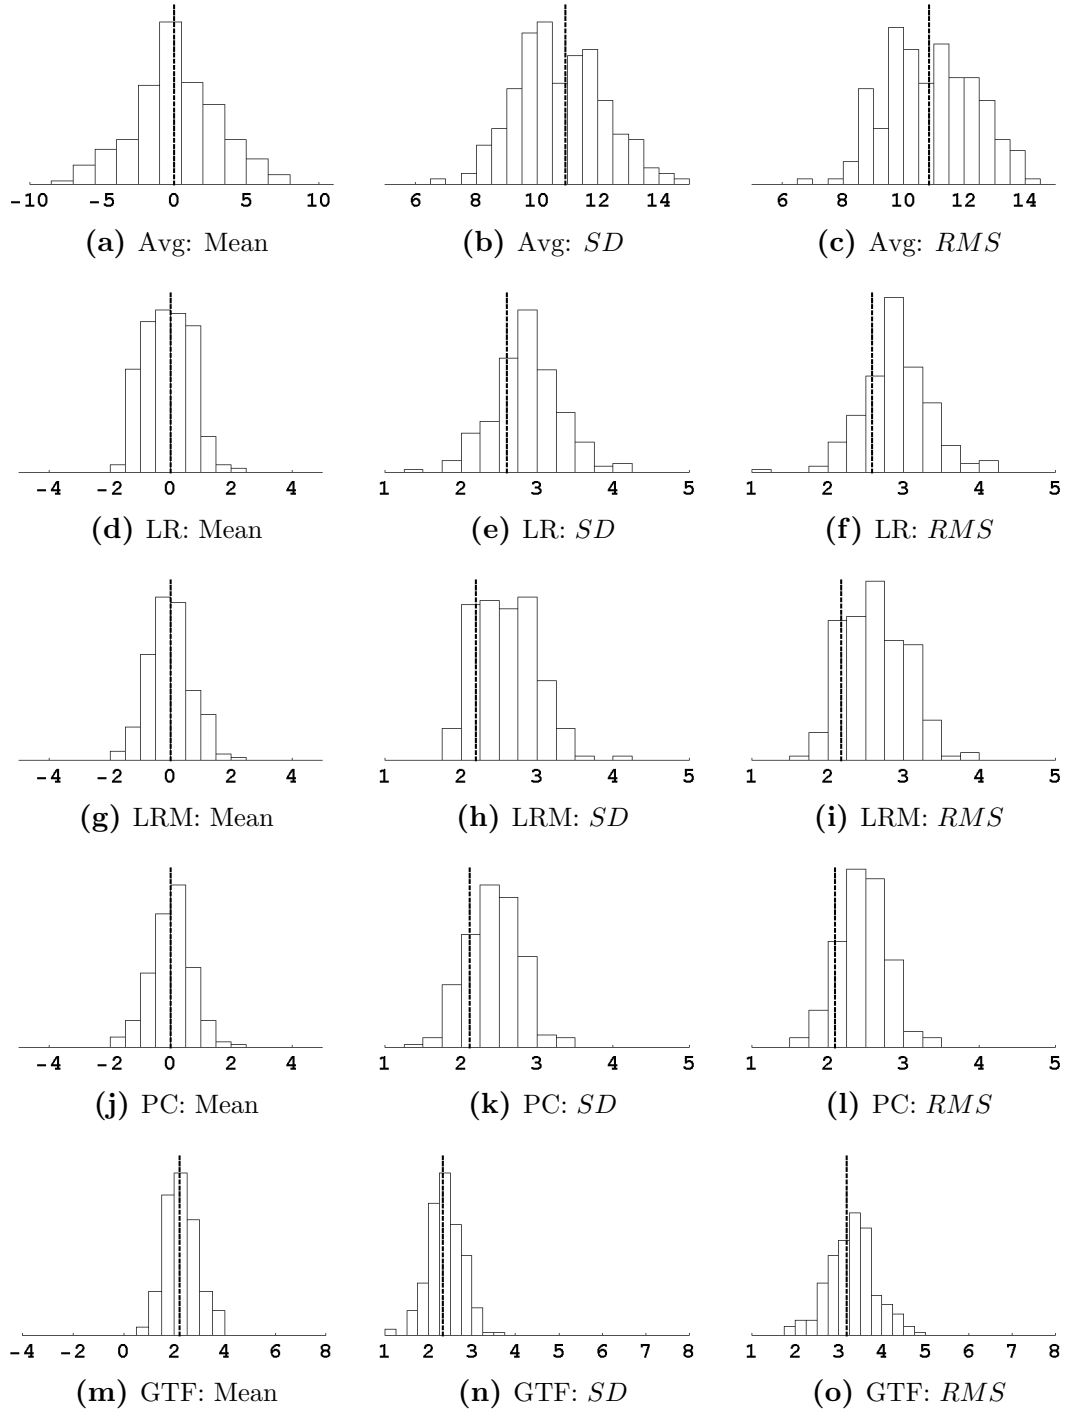 -10 -5 0 5 10
6 8 10 12 14
6 8 10 12 14
(a) Avg: Mean
(b) Avg: SD
(c) Avg: RMS
-4 -2 0 2 4
1 2 3 4 5
1 2 3 4 5
(d) LR: Mean
(e) LR: SD
(f) LR: RMS
-4 -2 0 2 4
1 2 3 4 5
1 2 3 4 5
(g) LRM: Mean
(h) LRM: SD
(i) LRM: RMS
-4 -2 0 2 4
1 2 3 4 5
1 2 3 4 5
(j) PC: Mean
(k) PC: SD
(l) PC: RMS
-4 -2 0 2 4 6 8
1 2 3 4 5 6 7 8
1 2 3 4 5 6 7 8
(m) GTF: Mean
(n) GTF: SD
(o) GTF: RMS